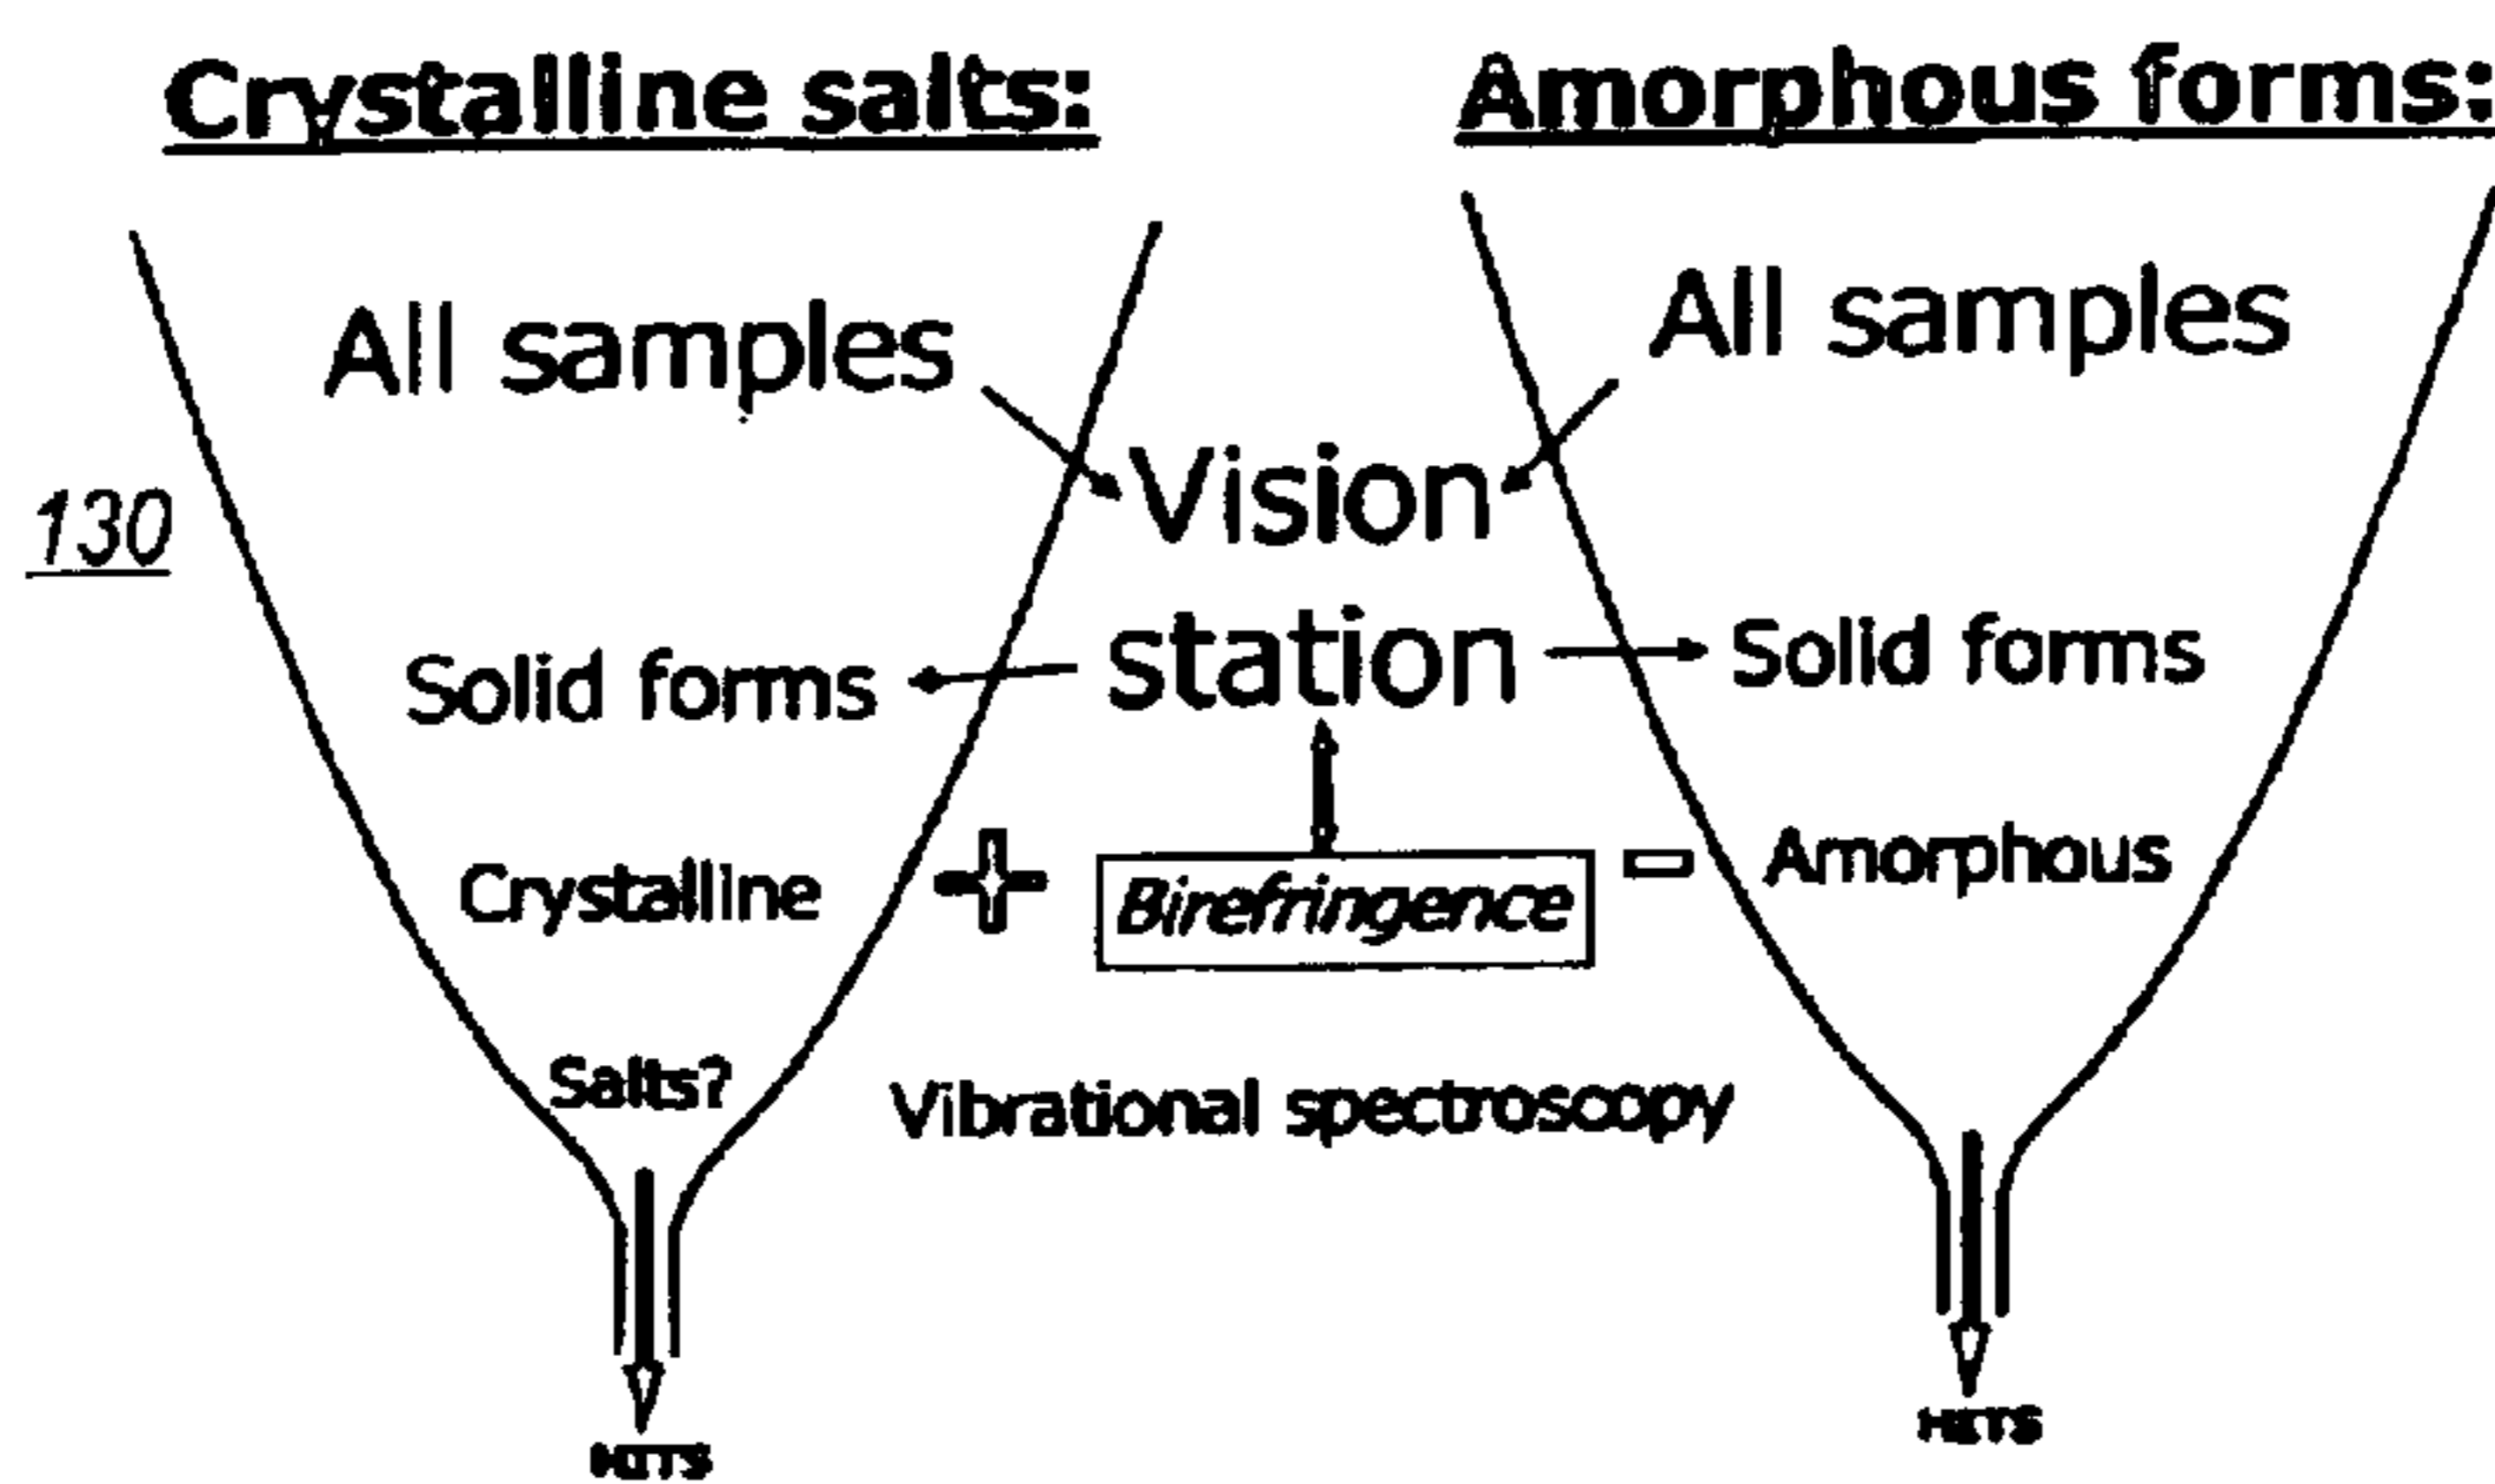 Crystalline salts:
Amorphous forms:
All samples
All samples
Vision
130
station
Solid forms
Solid forms
Crystalline
+
Birefringence
-
Amorphous
Salts?
Vibrational spectroscopy
HITS
HITS